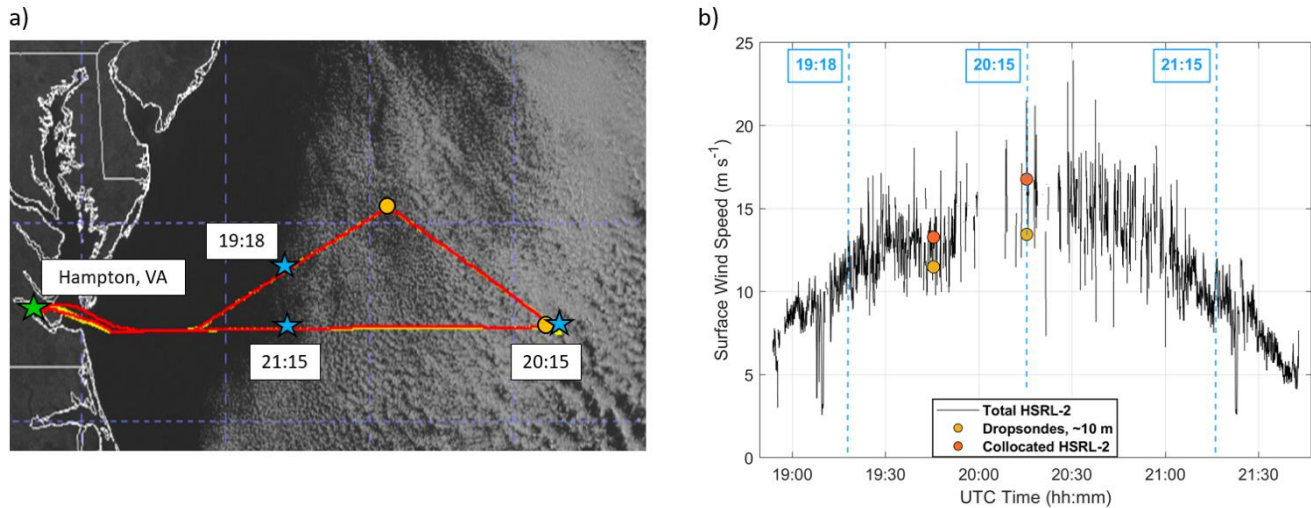 a)
Hampton, VA
19:18
21:15
20:15
b)
25
20
15
10
5
0
Surface Wind Speed (m s⁻¹)
19:18
20:15
21:15
Total HSRL-2
Dropsondes, ~10 m
Collocated HSRL-2
19:00
19:30
20:00
20:30
21:00
21:30
UTC Time (hh:mm)